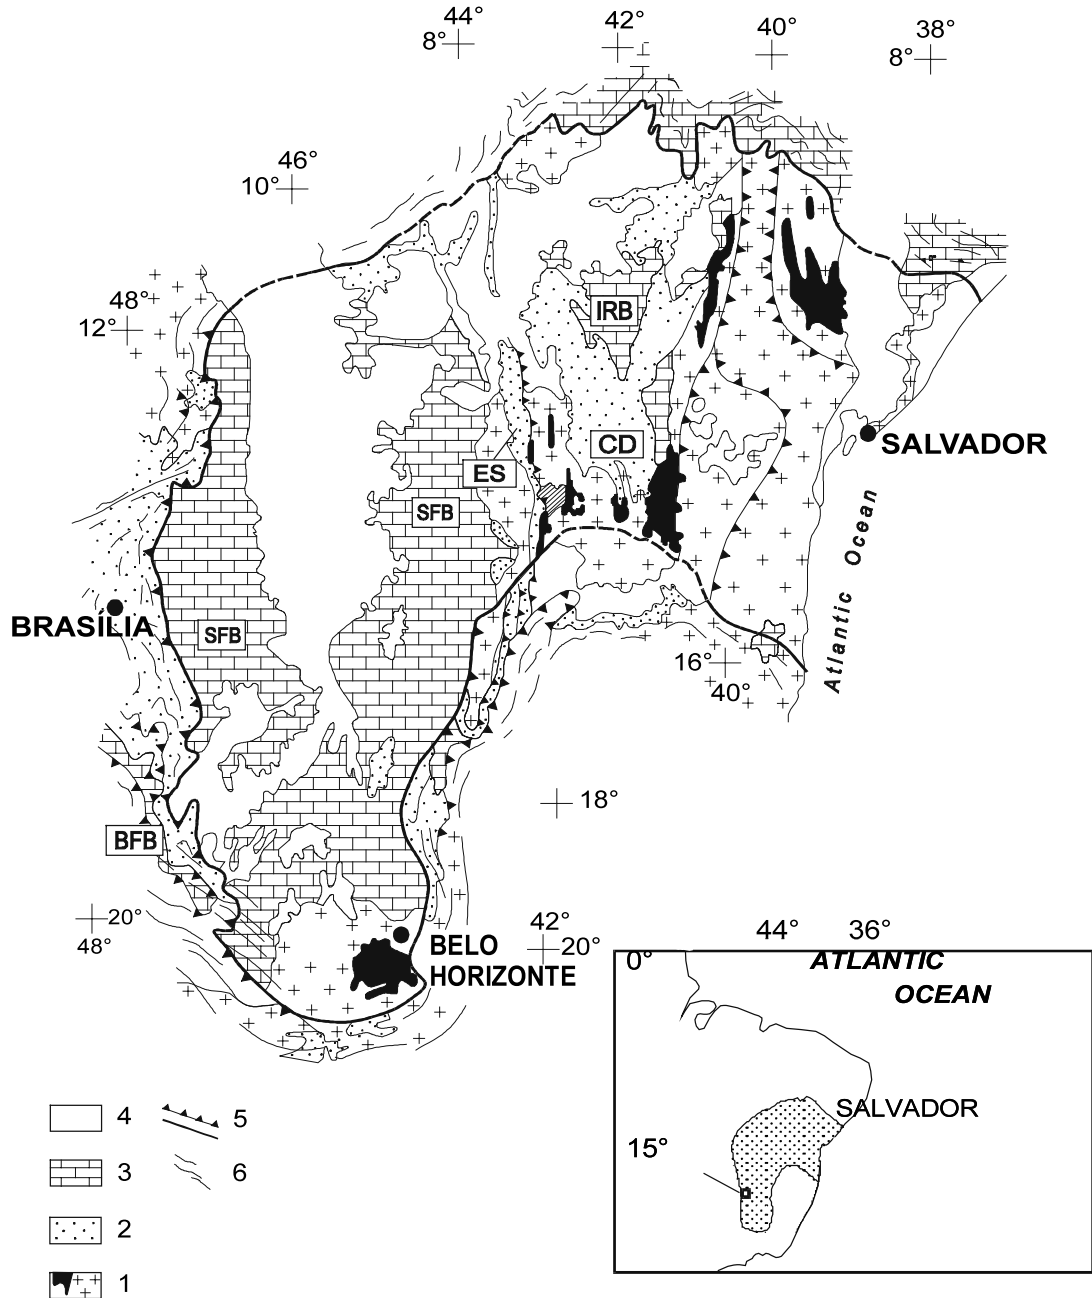 44°
42°
40°
38°
8°
8°
46°
10°
48°
12°
IRB
CD
ES
SFB
SFB
SALVADOR
BRASÍLIA
Atlantic Ocean
16°
40°
18°
BFB
20°
48°
42°
20°
BELO
HORIZONTE
44° 36°
0°
ATLANTIC
OCEAN
SALVADOR
15°
4
5
3
6
2
1